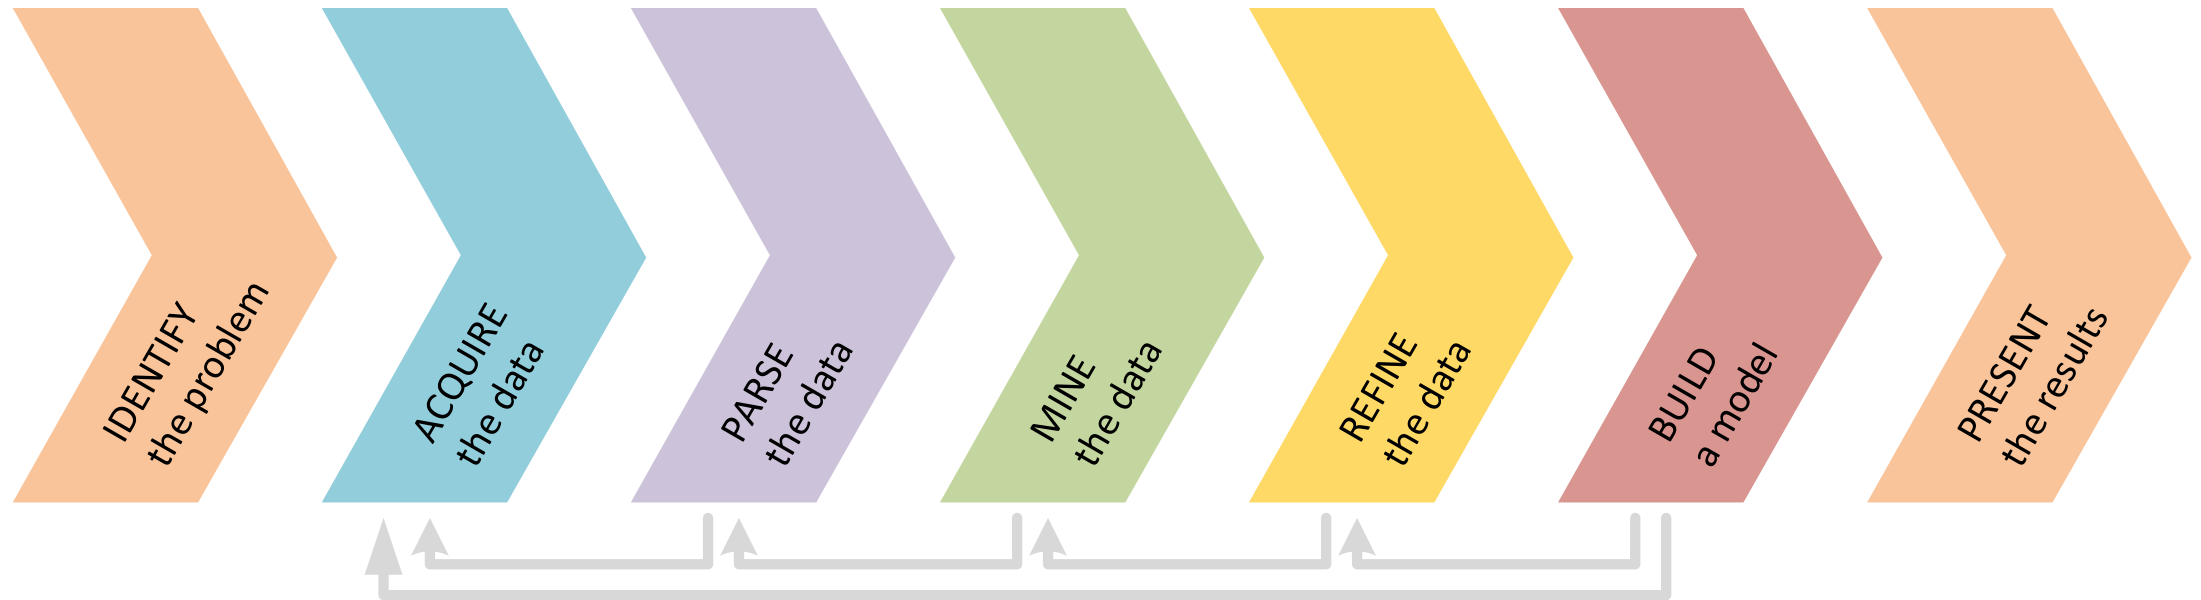 IDENTIFY
the problem
ACQUIRE
the data
PARSE
the data
MINE
the data
REFINE
the data
BUILD
a model
PRESENT
the results